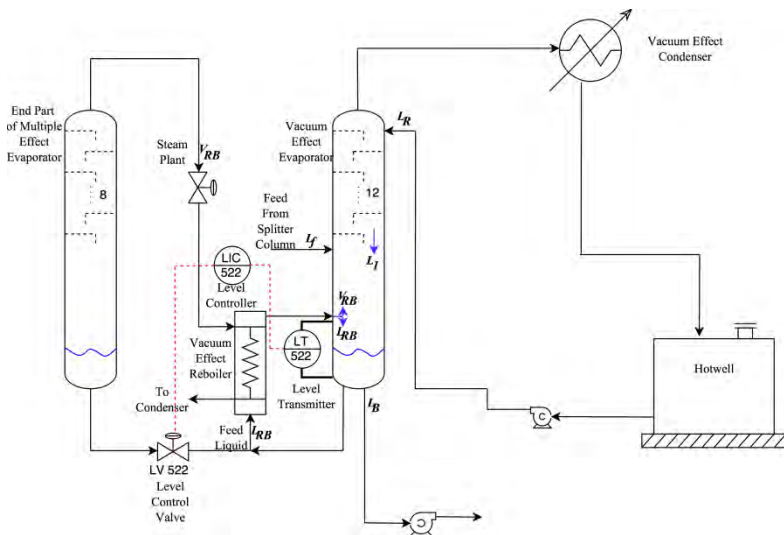 End Part
of Multiple
Effect
Evaporator
8
Steam
Plant
V_RB
Vacuum
Effect
Evaporator
12
L_R
Vacuum Effect
Condenser
Feed
From
Splitter
Column
L_f
L_I
LIC
522
Level
Controller
V_RB
L_RB
Vacuum
Effect
Reboiler
LT
522
Level
Transmitter
To
Condenser
Feed
Liquid
L_RB
L_B
LV 522
Level
Control
Valve
C
C
Hotwell